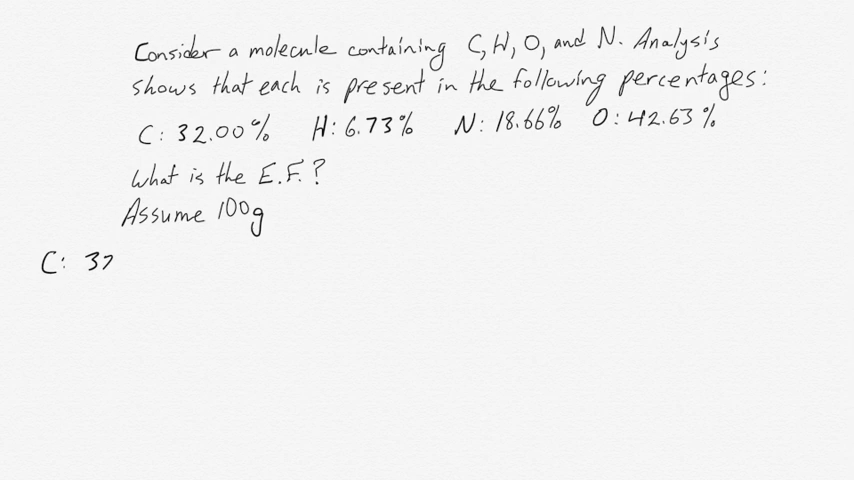 Consider a molecule containing C, H, O, and N. Analysis
shows that each is present in the following percentages:
C: 32.00% H: 6.73% N: 18.66% O: 42.63%
What is the E.F.?
Assume 100g
C: 32